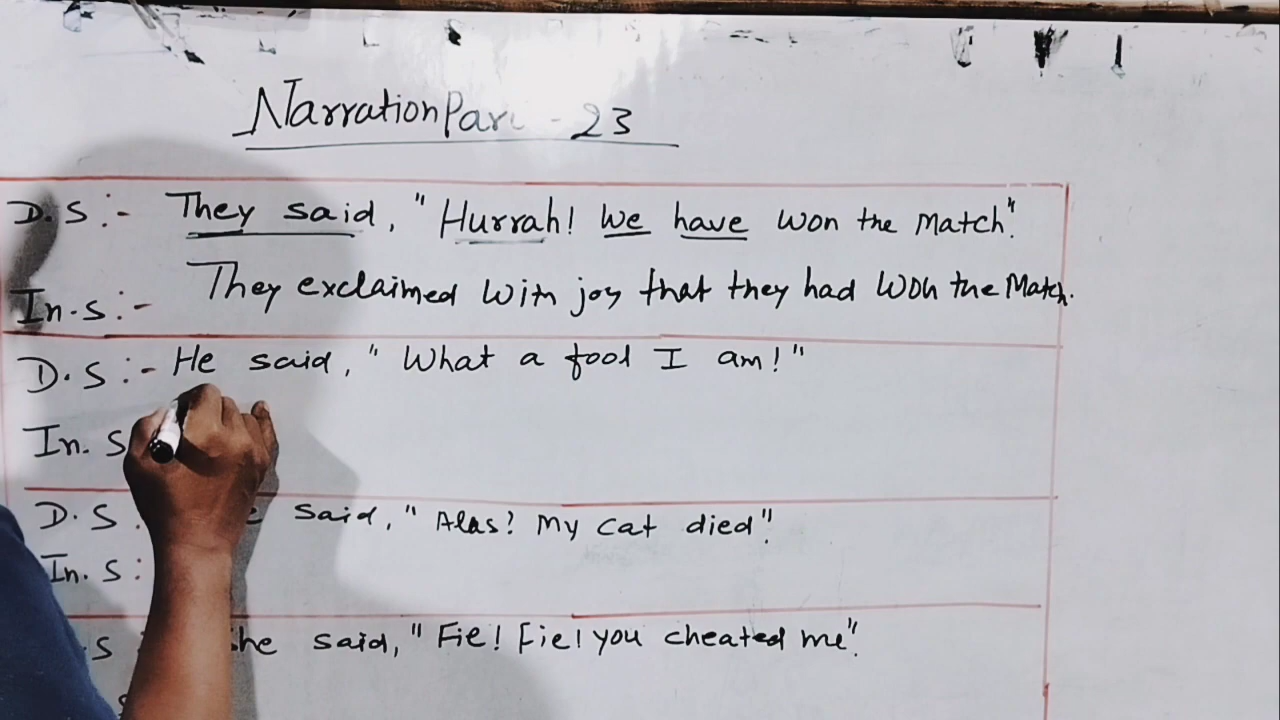 Narration Part - 23
D.S :- They said, "Hurrah! We have won the Match".
In.s :- They exclaimed with joy that they had won the Match.
D.S :- He said, "What a fool I am!"
In. S
D.S. said, "Alas? My cat died".
In. S:
S she said, "Fie! Fie! you cheated me".